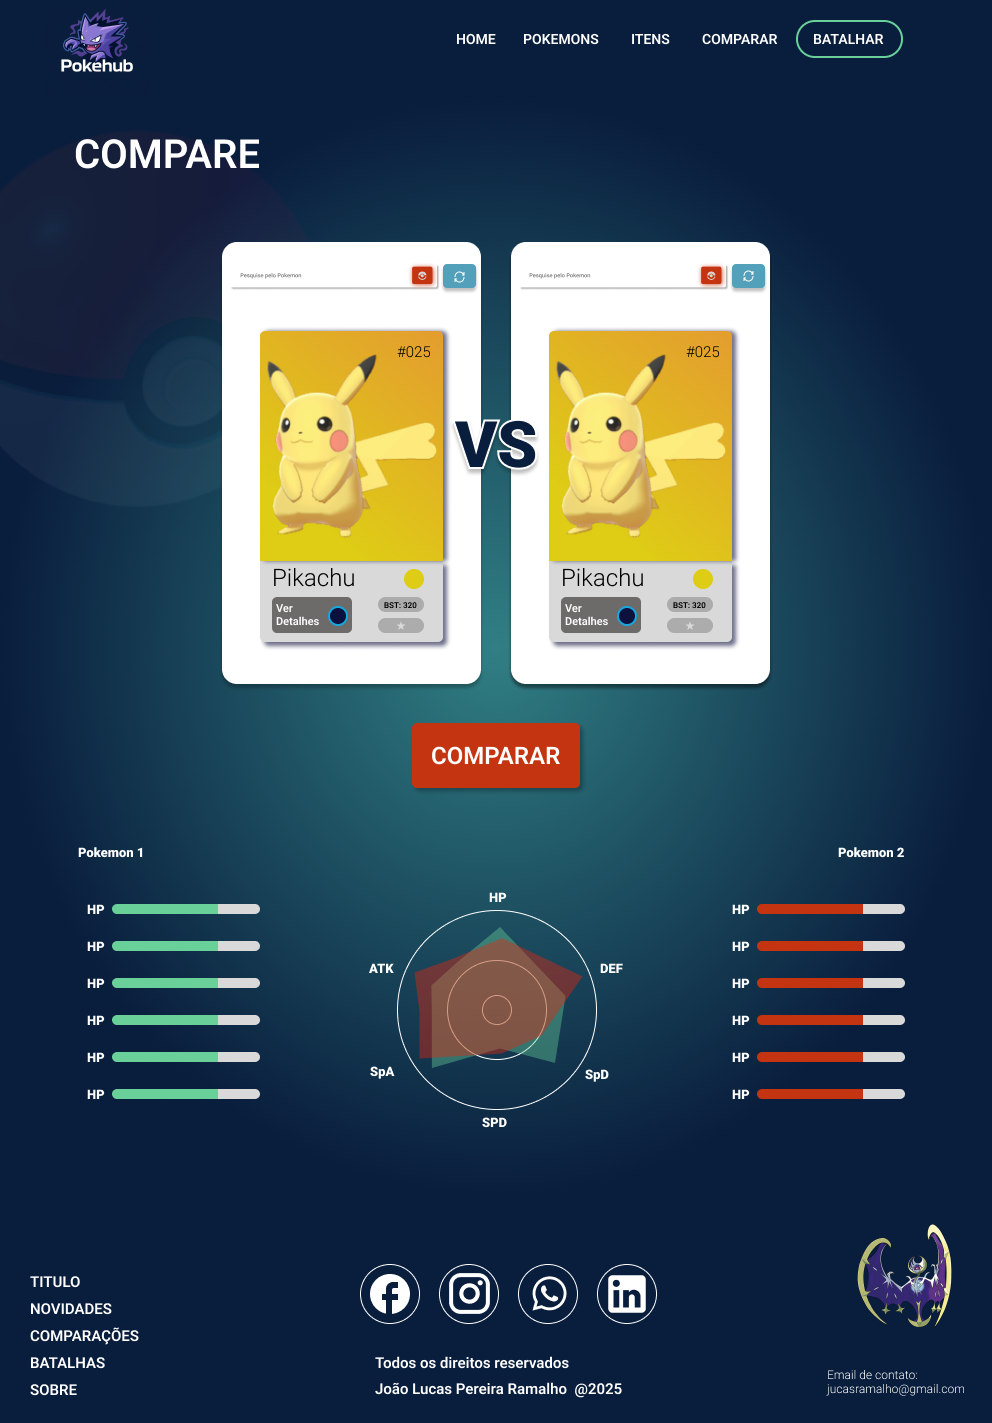 Pokehub
HOME
POKEMONS
ITENS
COMPARAR
BATALHAR
COMPARE
Pesquise pelo Pokemon
#025
Pikachu
Ver
Detalhes
BST: 320
VS
Pesquise pelo Pokemon
#025
Pikachu
Ver
Detalhes
BST: 320
COMPARAR
Pokemon 1
HP
HP
HP
HP
HP
HP
HP
ATK
DEF
SpA
SpD
SPD
Pokemon 2
HP
HP
HP
HP
HP
HP
TITULO
NOVIDADES
COMPARAÇÕES
BATALHAS
SOBRE
Todos os direitos reservados
João Lucas Pereira Ramalho @2025
Email de contato:
jucasramalho@gmail.com